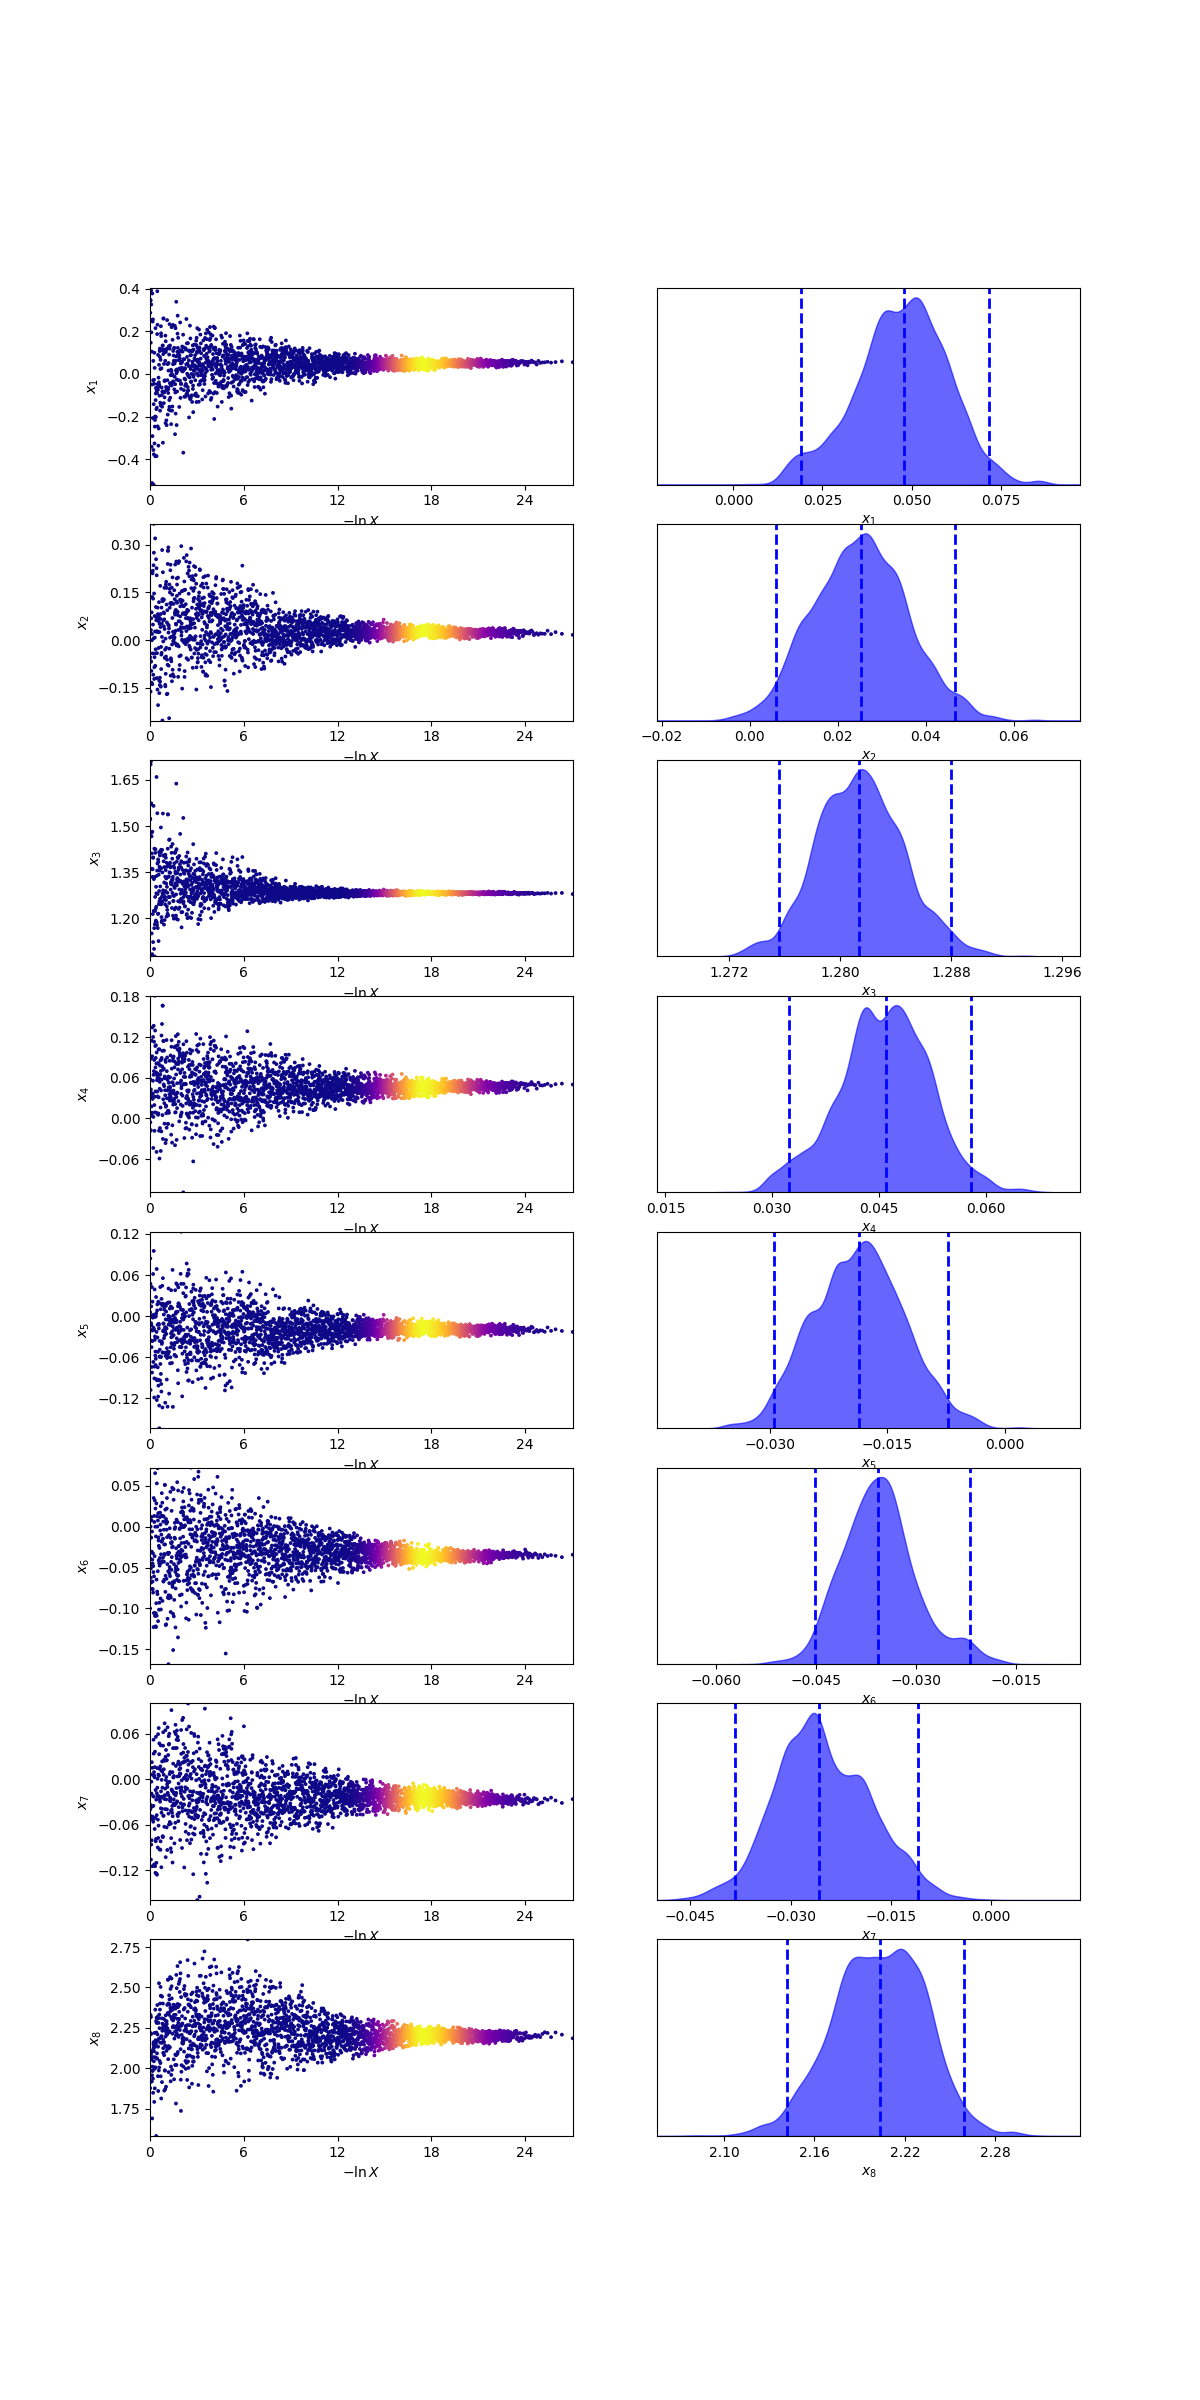 0.4
0.2
0.0
−0.2
−0.4
x₁
0 6 12 18 24
−ln X
0.000 0.025 0.050 0.075
x₁
0.30
0.15
0.00
−0.15
x₂
0 6 12 18 24
−ln X
−0.02 0.00 0.02 0.04 0.06
x₂
1.65
1.50
1.35
1.20
x₃
0 6 12 18 24
−ln X
1.272 1.280 1.288 1.296
x₃
0.18
0.12
0.06
0.00
−0.06
x₄
0 6 12 18 24
−ln X
0.015 0.030 0.045 0.060
x₄
0.12
0.06
0.00
−0.06
−0.12
x₅
0 6 12 18 24
−ln X
−0.030 −0.015 0.000
x₅
0.05
0.00
−0.05
−0.10
−0.15
x₆
0 6 12 18 24
−ln X
−0.060 −0.045 −0.030 −0.015
x₆
0.06
0.00
−0.06
−0.12
x₇
0 6 12 18 24
−ln X
−0.045 −0.030 −0.015 0.000
x₇
2.75
2.50
2.25
2.00
1.75
x₈
0 6 12 18 24
−ln X
2.10 2.16 2.22 2.28
x₈